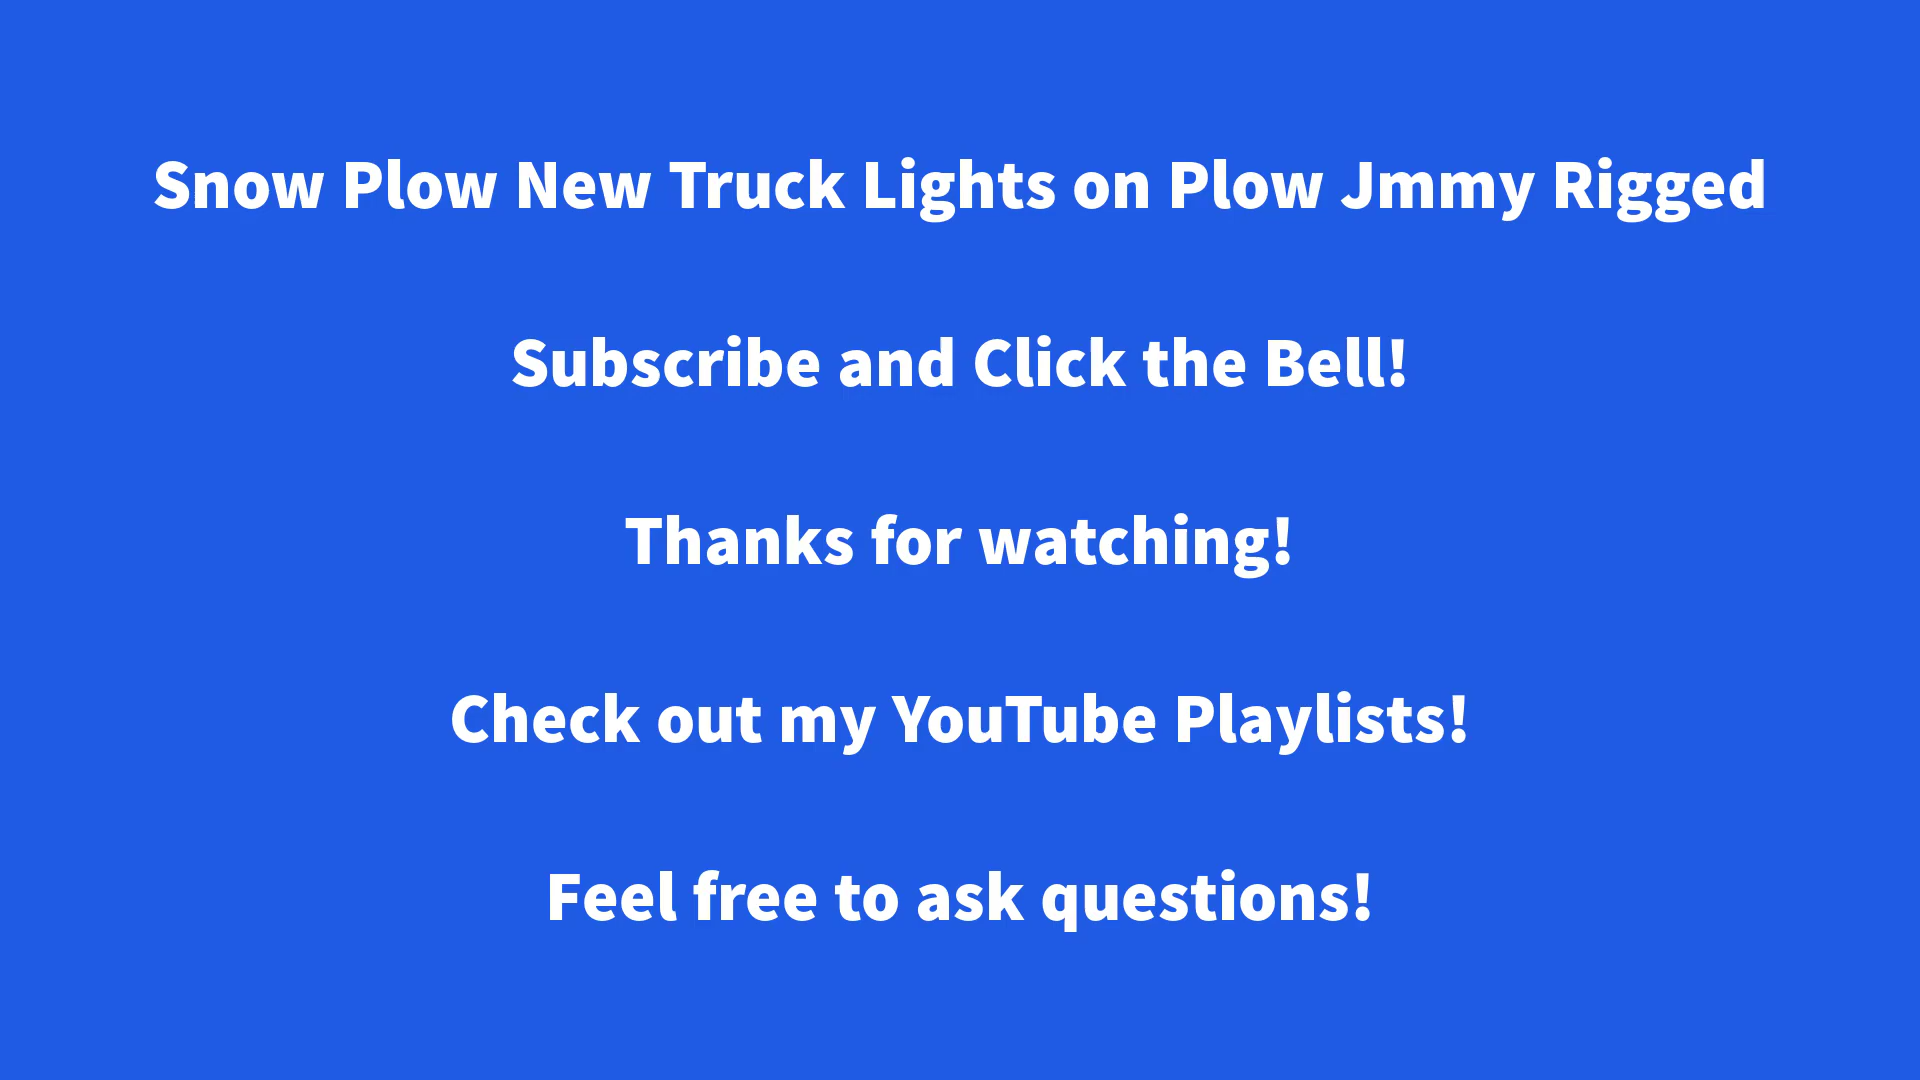 Snow Plow New Truck Lights on Plow Jmmy Rigged
Subscribe and Click the Bell!
Thanks for watching!
Check out my YouTube Playlists!
Feel free to ask questions!